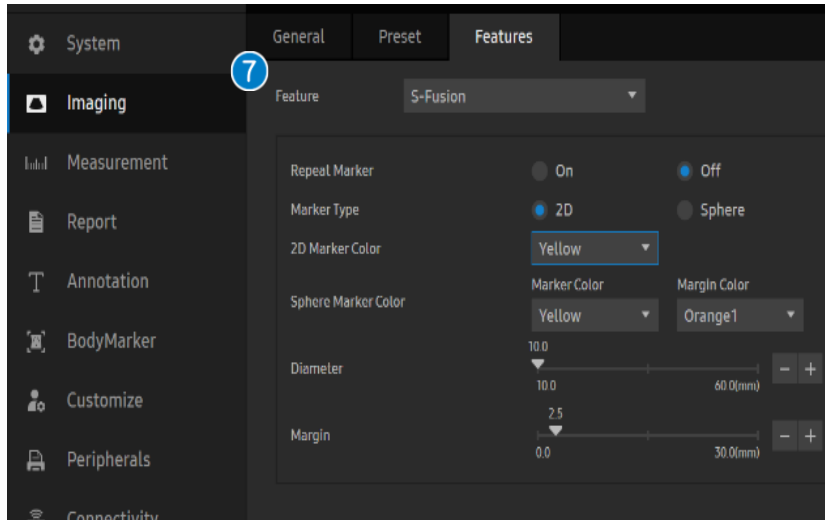 System
Imaging
Measurement
Report
Annotation
BodyMarker
Customize
Peripherals
Connectivity
General Preset Features
7
Feature S-Fusion
Repeat Marker On Off
Marker Type 2D Sphere
2D Marker Color Yellow
Marker Color Margin Color
Sphere Marker Color Yellow Orange1
10.0
Diameter
10.0 60.0(mm)
2.5
Margin
0.0 30.0(mm)